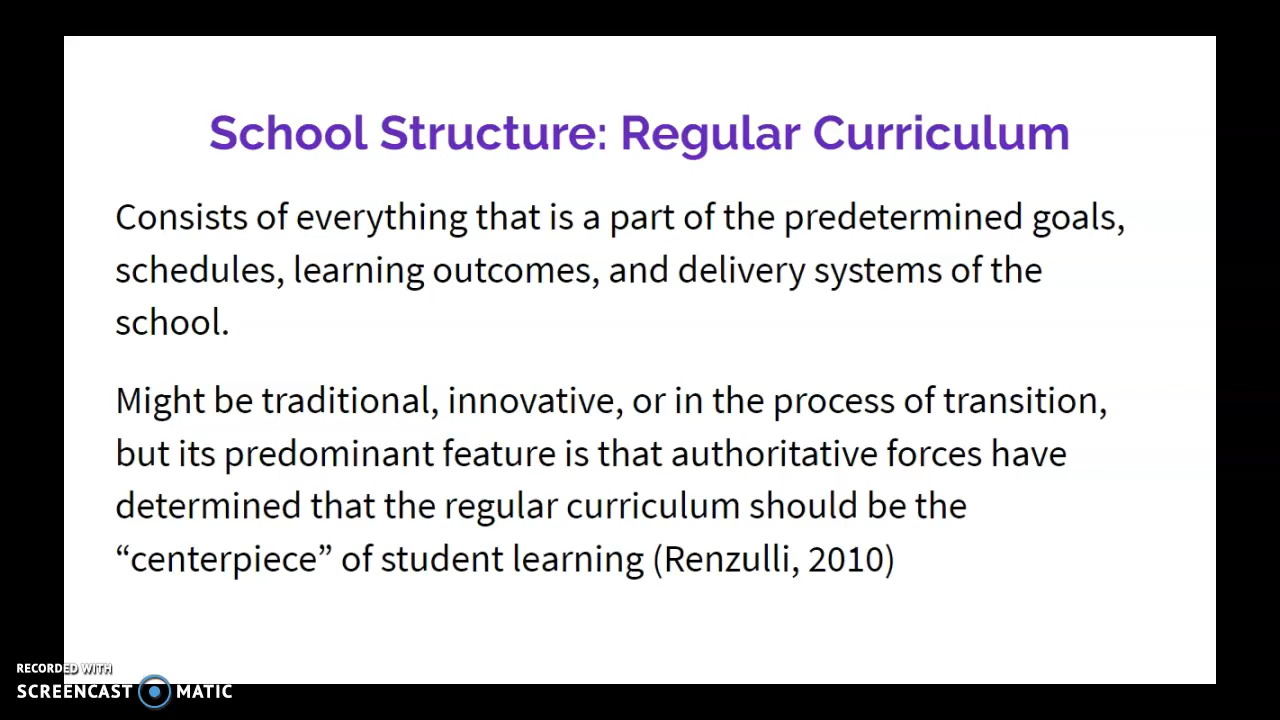 School Structure: Regular Curriculum
Consists of everything that is a part of the predetermined goals,
schedules, learning outcomes, and delivery systems of the
school.
Might be traditional, innovative, or in the process of transition,
but its predominant feature is that authoritative forces have
determined that the regular curriculum should be the
“centerpiece” of student learning (Renzulli, 2010)
RECORDED WITH
SCREENCAST MATIC